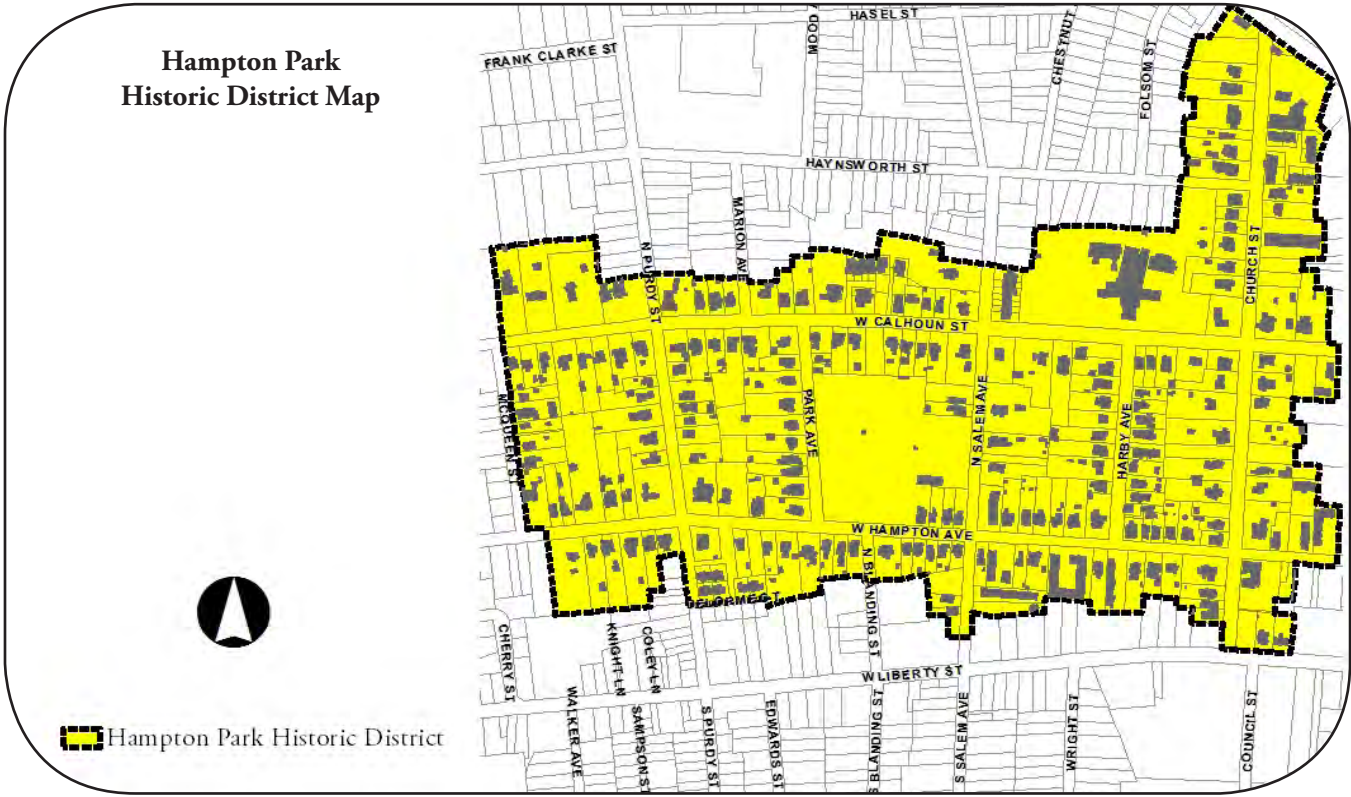 Hampton Park
Historic District Map
HASEL ST
FRANK CLARKE ST
CHESTNUT
FOLSOM ST
HAYNSWORTH ST
MARION AVE
N PURDY ST
CHURCH ST
W CALHOUN ST
PARK AVE
N SALEM AVE
HARBY AVE
MCQUEEN ST
W HAMPTON AVE
N BLANDING ST
CHERRY ST
KNIGHT LN
COLEY LN
W LIBERTY ST
WALKER AVE
SAMPSON ST
S PURDY ST
EDWARDS ST
S BLANDING ST
S SALEM AVE
WRIGHT ST
COUNCIL ST
Hampton Park Historic District